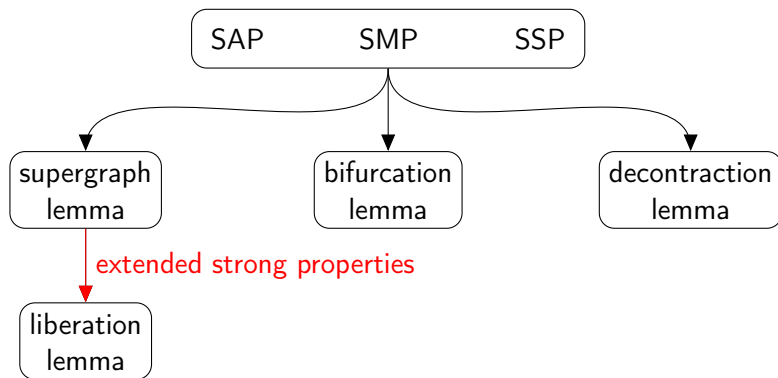 SAP SMP SSP
supergraph
lemma
bifurcation
lemma
decontraction
lemma
extended strong properties
liberation
lemma